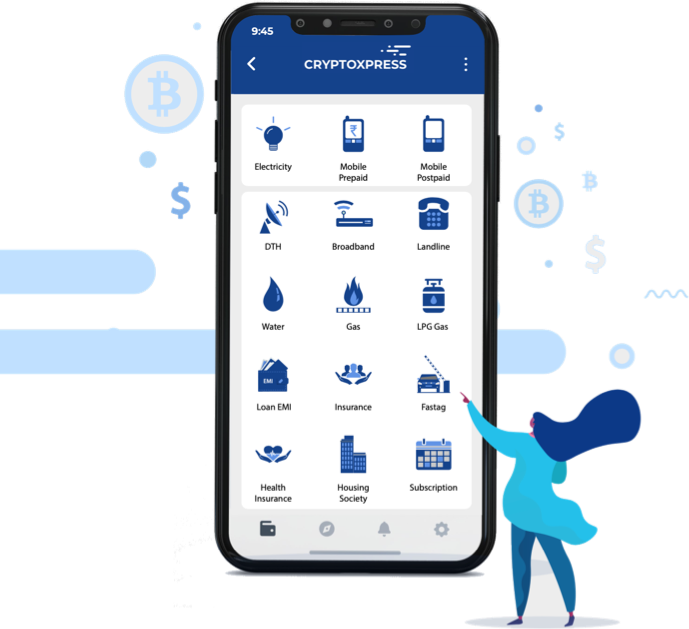 9:45
CRYPTOXPRESS
Electricity
Mobile
Prepaid
Mobile
Postpaid
DTH
Broadband
Landline
Water
Gas
LPG Gas
EMI
Loan EMI
Insurance
Fastag
Health
Insurance
Housing
Society
Subscription